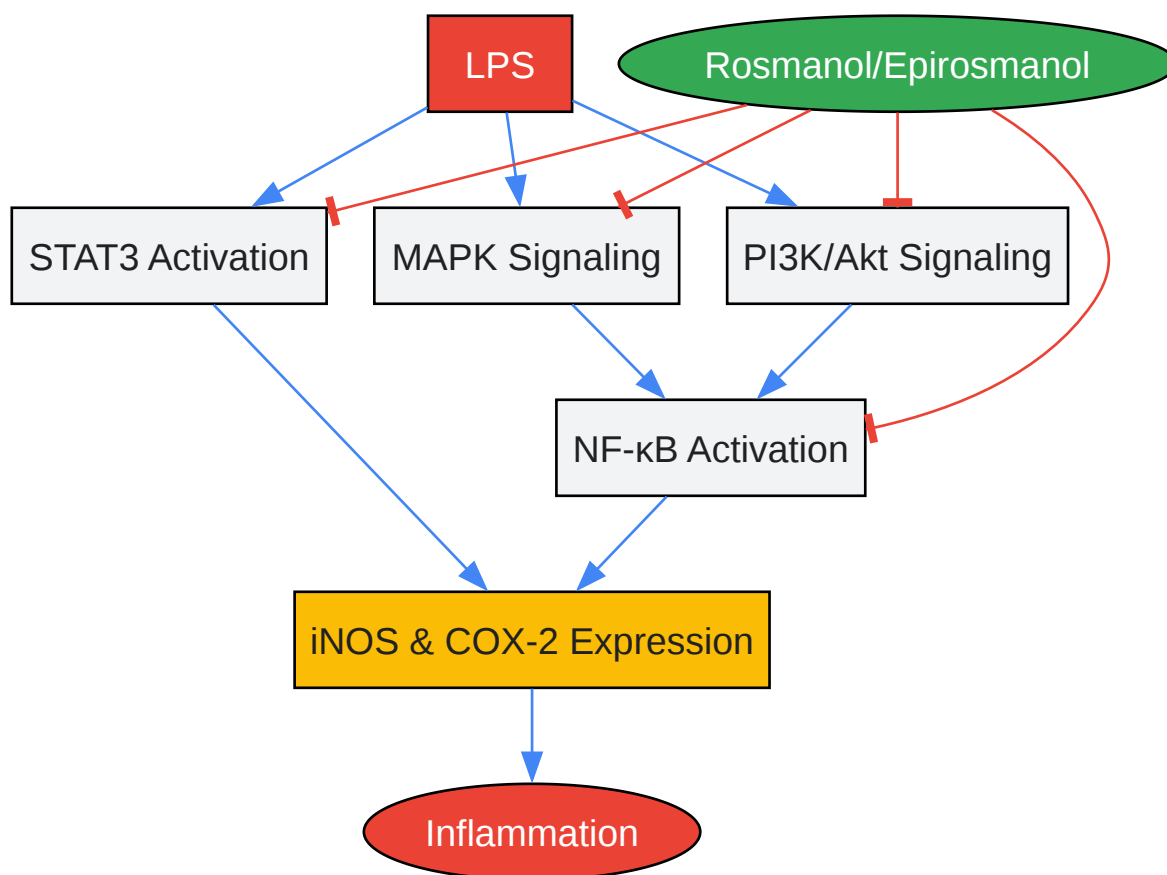 LPS
Rosmanol/Epirosmanol
STAT3 Activation
MAPK Signaling
PI3K/Akt Signaling
NF-κB Activation
iNOS & COX-2 Expression
Inflammation